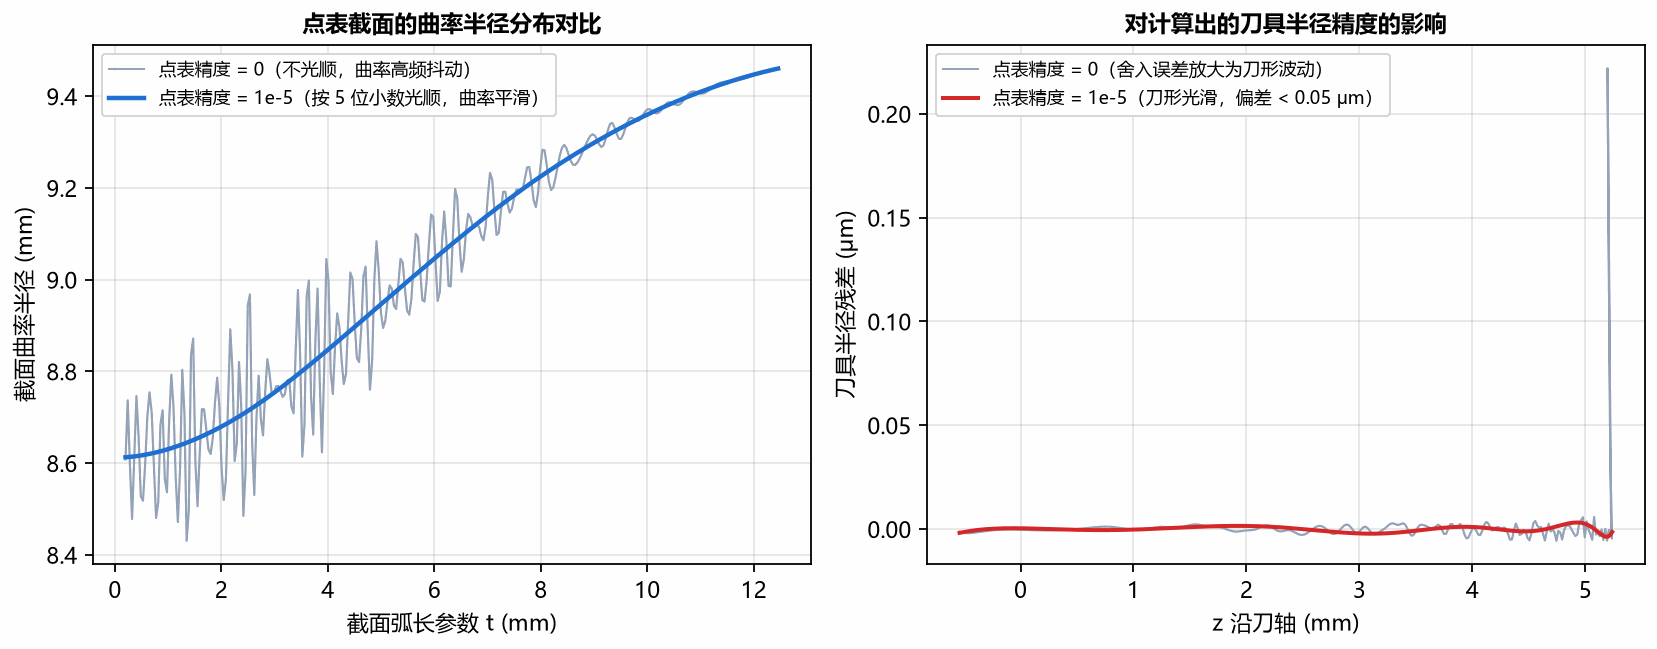 点表截面的曲率半径分布对比
点表精度 = 0（不光顺，曲率高频抖动）
点表精度 = 1e-5（按 5 位小数光顺，曲率平滑）
9.4
9.2
9.0
8.8
8.6
8.4
截面曲率半径 (mm)
0 2 4 6 8 10 12
截面弧长参数 t (mm)
对计算出的刀具半径精度的影响
点表精度 = 0（舍入误差放大为刀形波动）
点表精度 = 1e-5（刀形光滑，偏差 < 0.05 µm）
0.20
0.15
0.10
0.05
0.00
刀具半径残差 (µm)
0 1 2 3 4 5
z 沿刀轴 (mm)